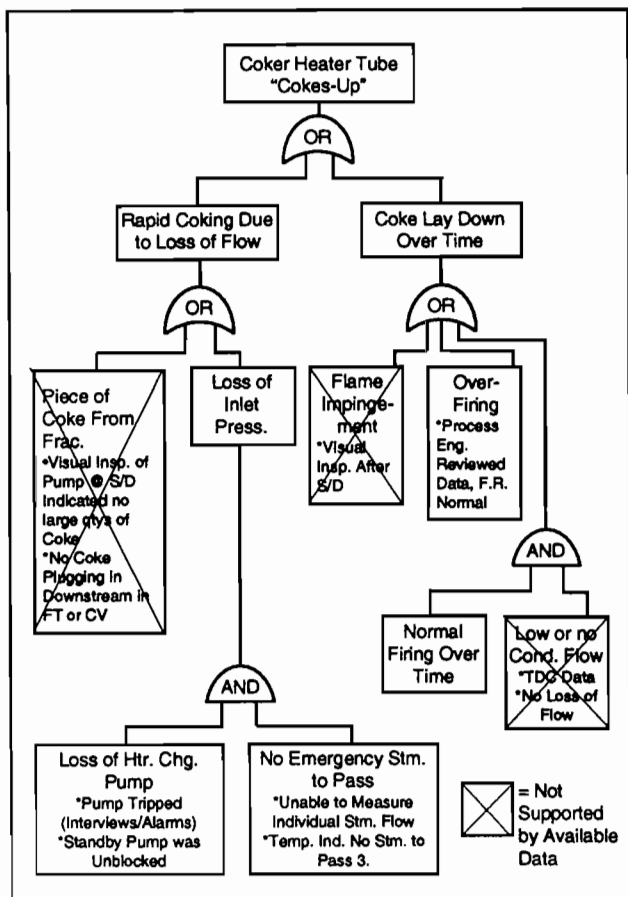 Coker Heater Tube
"Cokes-Up"
OR
Rapid Coking Due
to Loss of Flow
Coke Lay Down
Over Time
OR
OR
Piece of
Coke From
Frac.
•Visual Insp. of
Pump @ S/D
Indicated no
large qtys of
Coke
*No Coke
Plugging in
Downstream in
FT or CV
Loss of
Inlet
Press.
Flame
Impinge-
ment
*Visual
Insp. After
S/D
Over-
Firing
*Process
Eng.
Reviewed
Data, F.R.
Normal
AND
Normal
Firing Over
Time
Low or no
Cond. Flow
*TDC Data
*No Loss of
Flow
AND
Loss of Htr. Chg.
Pump
*Pump Tripped
(Interviews/Alarms)
*Standby Pump was
Unblocked
No Emergency Stm.
to Pass
*Unable to Measure
Individual Stm. Flow
*Temp. Ind. No Stm. to
Pass 3.
= Not
Supported
by Available
Data